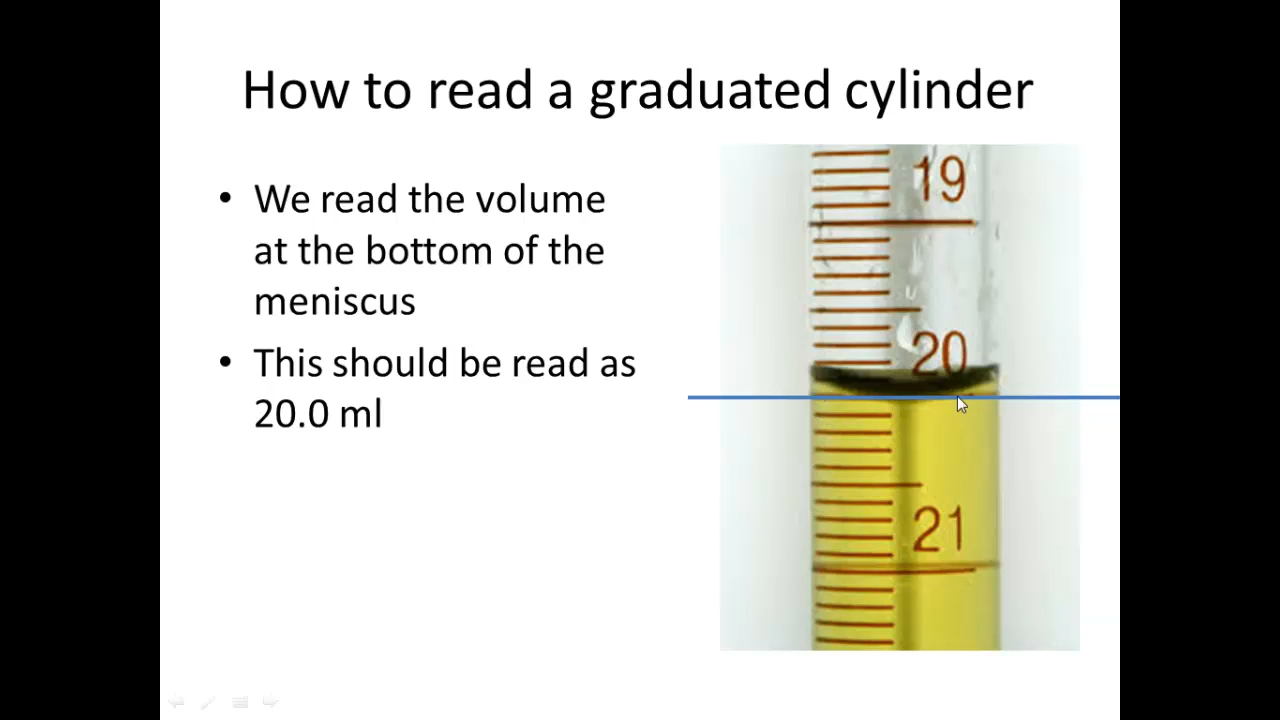 How to read a graduated cylinder
• We read the volume
at the bottom of the
meniscus
• This should be read as
20.0 ml
19
20
21